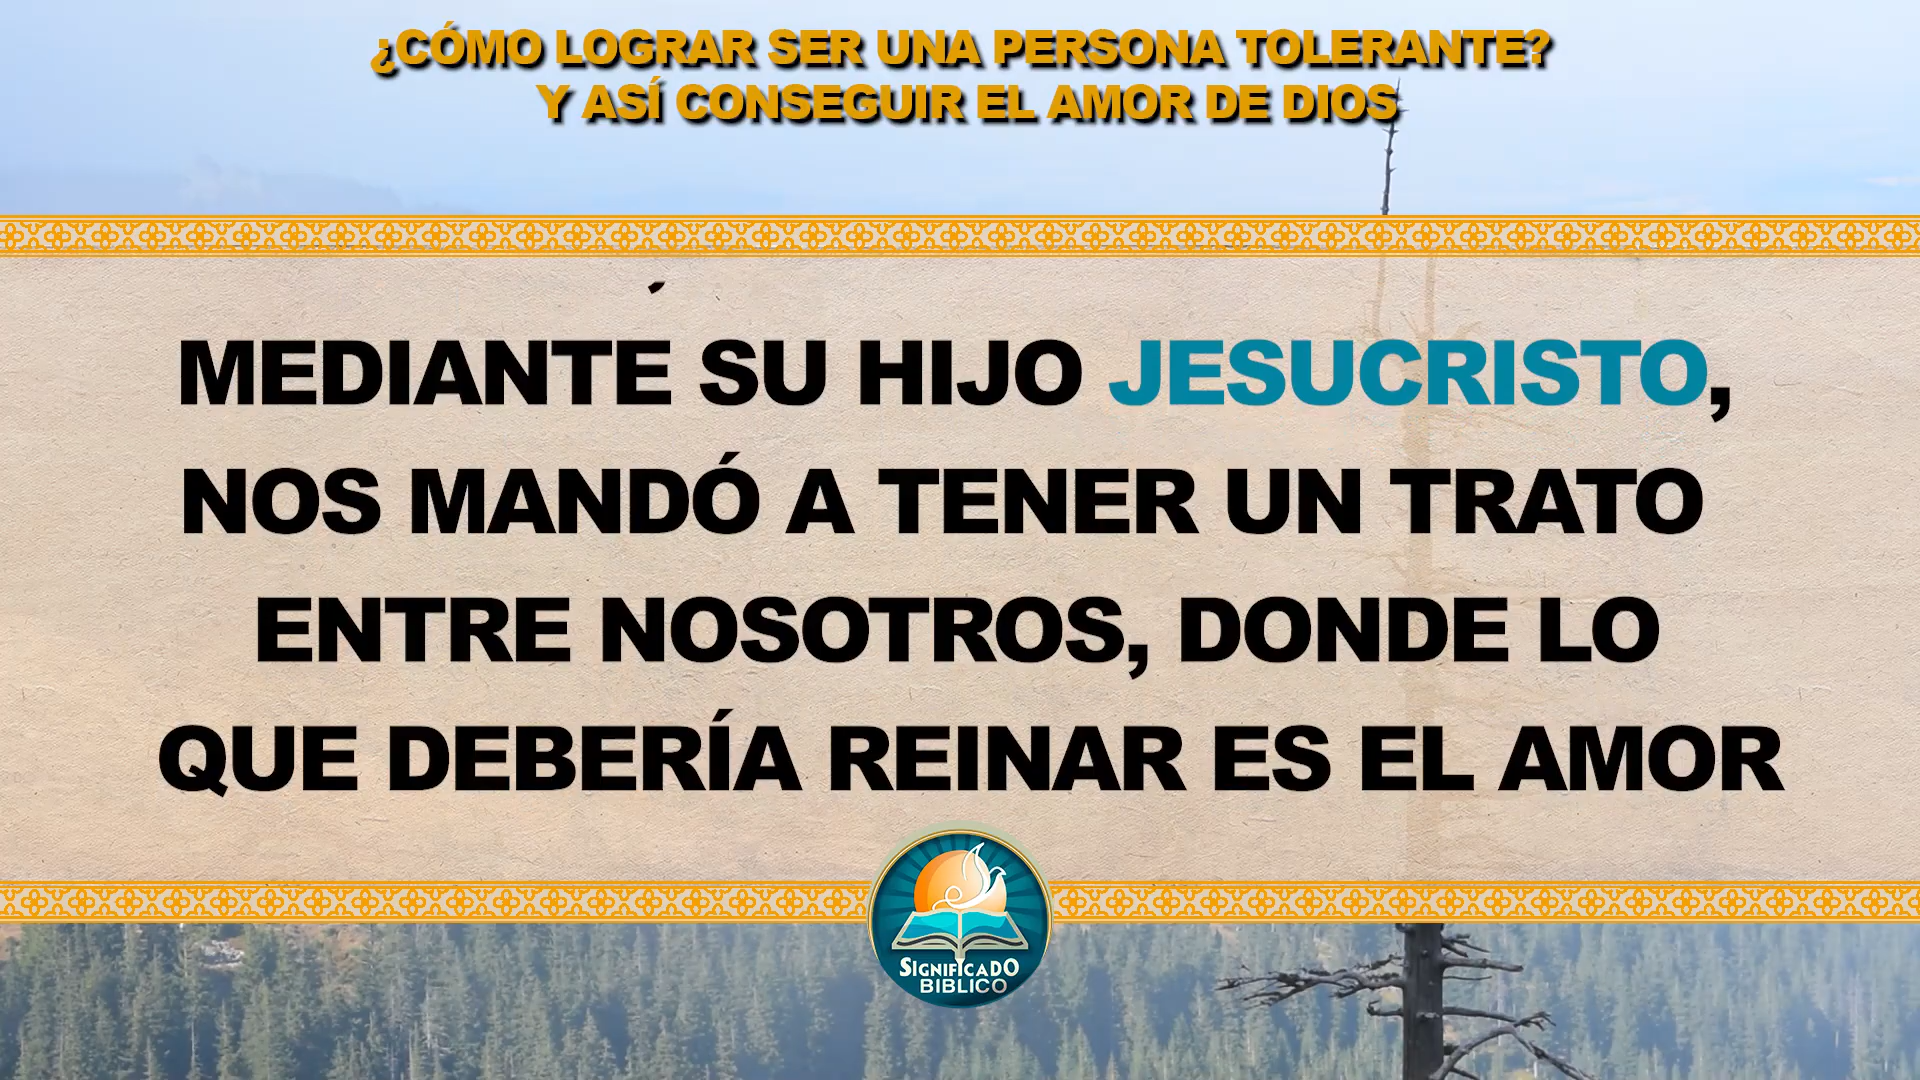 ¿CÓMO LOGRAR SER UNA PERSONA TOLERANTE?
Y ASÍ CONSEGUIR EL AMOR DE DIOS
MEDIANTE SU HIJO JESUCRISTO,
NOS MANDÓ A TENER UN TRATO
ENTRE NOSOTROS, DONDE LO
QUE DEBERÍA REINAR ES EL AMOR
SIGNIFICADO
BIBLICO